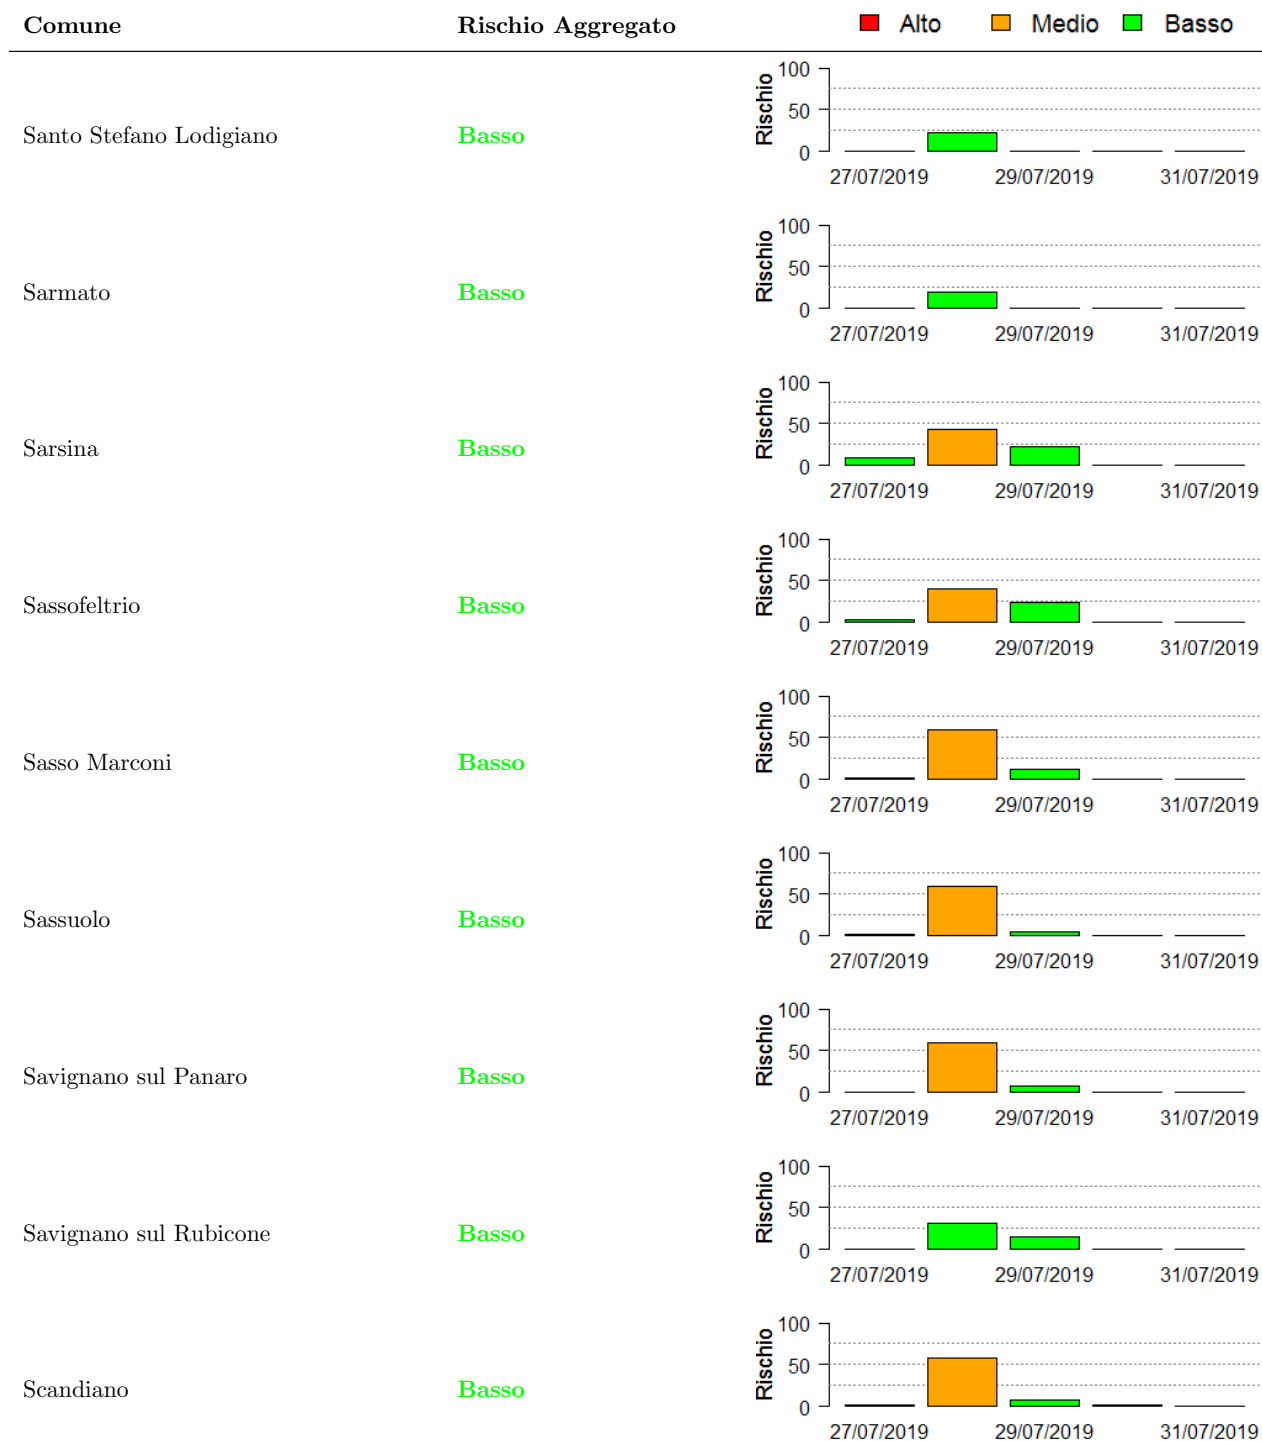 Comune Rischio Aggregato Alto Medio Basso
Santo Stefano Lodigiano Basso Rischio 100 50 0
27/07/2019 29/07/2019 31/07/2019
Sarmato Basso Rischio 100 50 0
27/07/2019 29/07/2019 31/07/2019
Sarsina Basso Rischio 100 50 0
27/07/2019 29/07/2019 31/07/2019
Sassofeltrio Basso Rischio 100 50 0
27/07/2019 29/07/2019 31/07/2019
Sasso Marconi Basso Rischio 100 50 0
27/07/2019 29/07/2019 31/07/2019
Sassuolo Basso Rischio 100 50 0
27/07/2019 29/07/2019 31/07/2019
Savignano sul Panaro Basso Rischio 100 50 0
27/07/2019 29/07/2019 31/07/2019
Savignano sul Rubicone Basso Rischio 100 50 0
27/07/2019 29/07/2019 31/07/2019
Scandiano Basso Rischio 100 50 0
27/07/2019 29/07/2019 31/07/2019